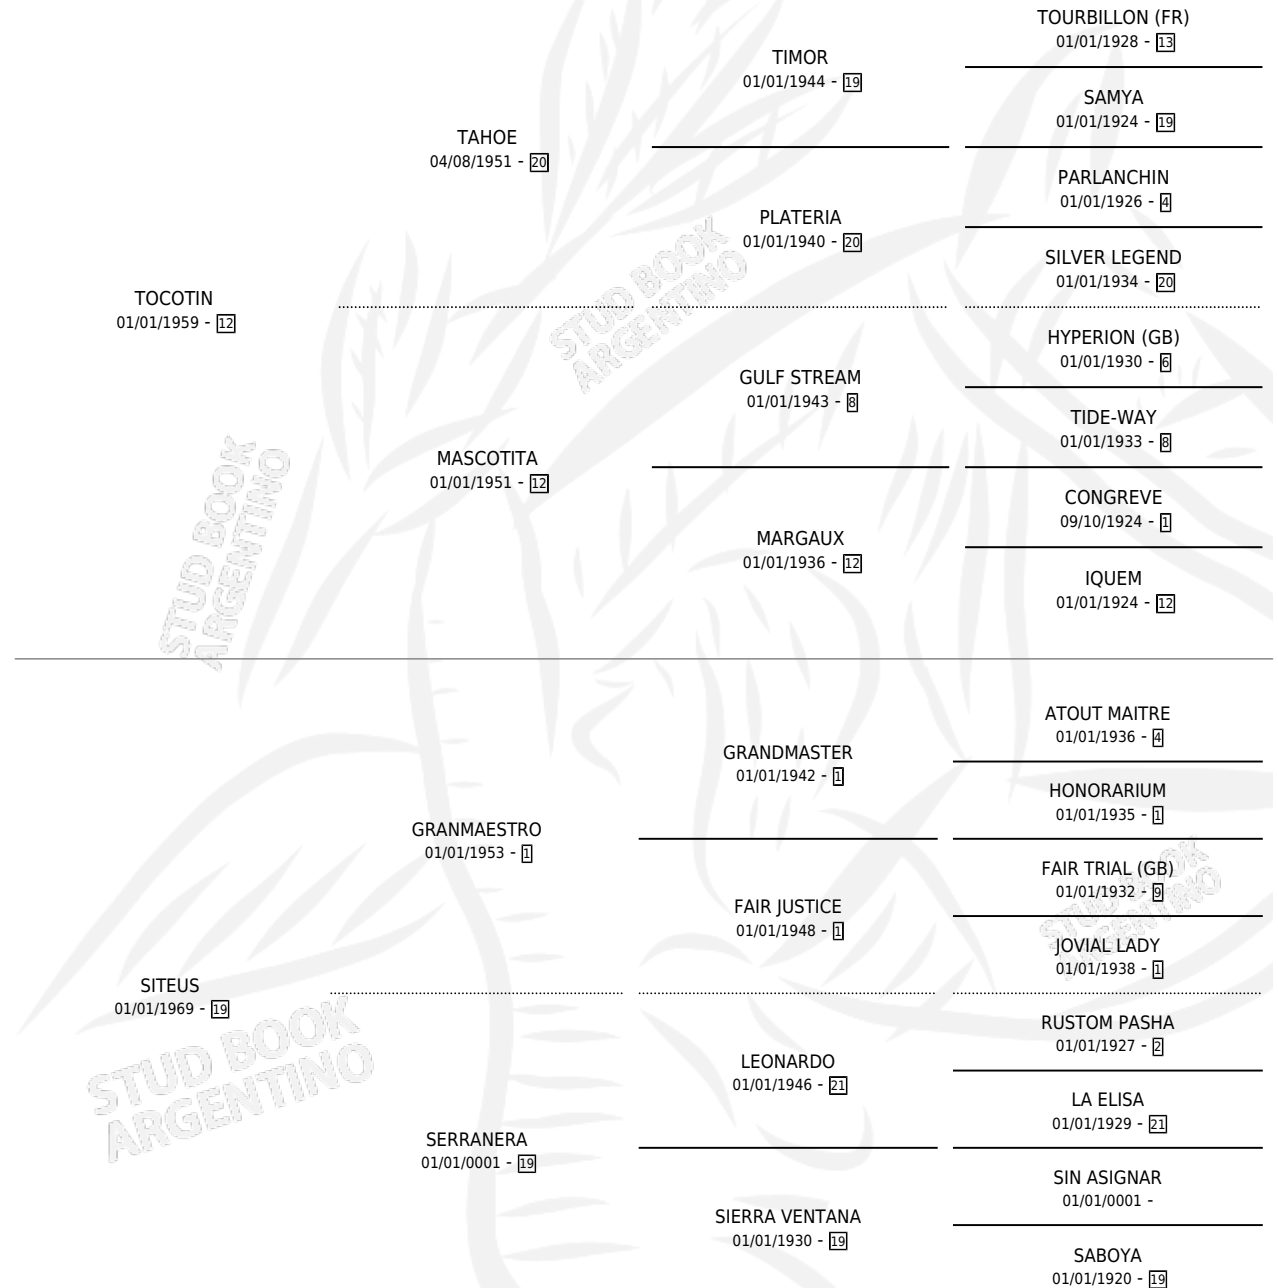 TOURBILLON (FR)
01/01/1928 - 13
TIMOR
01/01/1944 - 19
SAMYA
01/01/1924 - 19
TAHOE
04/08/1951 - 20
PARLANCHIN
01/01/1926 - 4
PLATERIA
01/01/1940 - 20
SILVER LEGEND
01/01/1934 - 20
TOCOTIN
01/01/1959 - 12
HYPERION (GB)
01/01/1930 - 6
GULF STREAM
01/01/1943 - 8
TIDE-WAY
01/01/1933 - 8
MASCOTITA
01/01/1951 - 12
CONGREVE
09/10/1924 - 1
MARGAUX
01/01/1936 - 12
IQUEM
01/01/1924 - 12
ATOUT MAITRE
01/01/1936 - 4
GRANDMASTER
01/01/1942 - 1
HONORARIUM
01/01/1935 - 1
GRANMAESTRO
01/01/1953 - 1
FAIR TRIAL (GB)
01/01/1932 - 9
FAIR JUSTICE
01/01/1948 - 1
JOVIAL LADY
01/01/1938 - 1
SITEUS
01/01/1969 - 19
RUSTOM PASHA
01/01/1927 - 2
LEONARDO
01/01/1946 - 21
LA ELISA
01/01/1929 - 21
SERRANERA
01/01/0001 - 19
SIN ASIGNAR
01/01/0001 -
SIERRA VENTANA
01/01/1930 - 19
SABOYA
01/01/1920 - 19
STUD BOOK
ARGENTINO
STUD BOOK
ARGENTINO
STUD BOOK
ARGENTINO
STUD BOOK
ARGENTINO